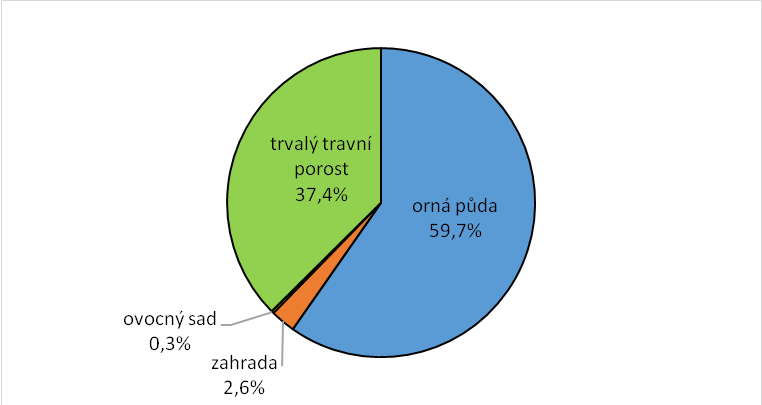 trvalý travní
porost
37,4%
orná půda
59,7%
ovocný sad
0,3%
zahrada
2,6%